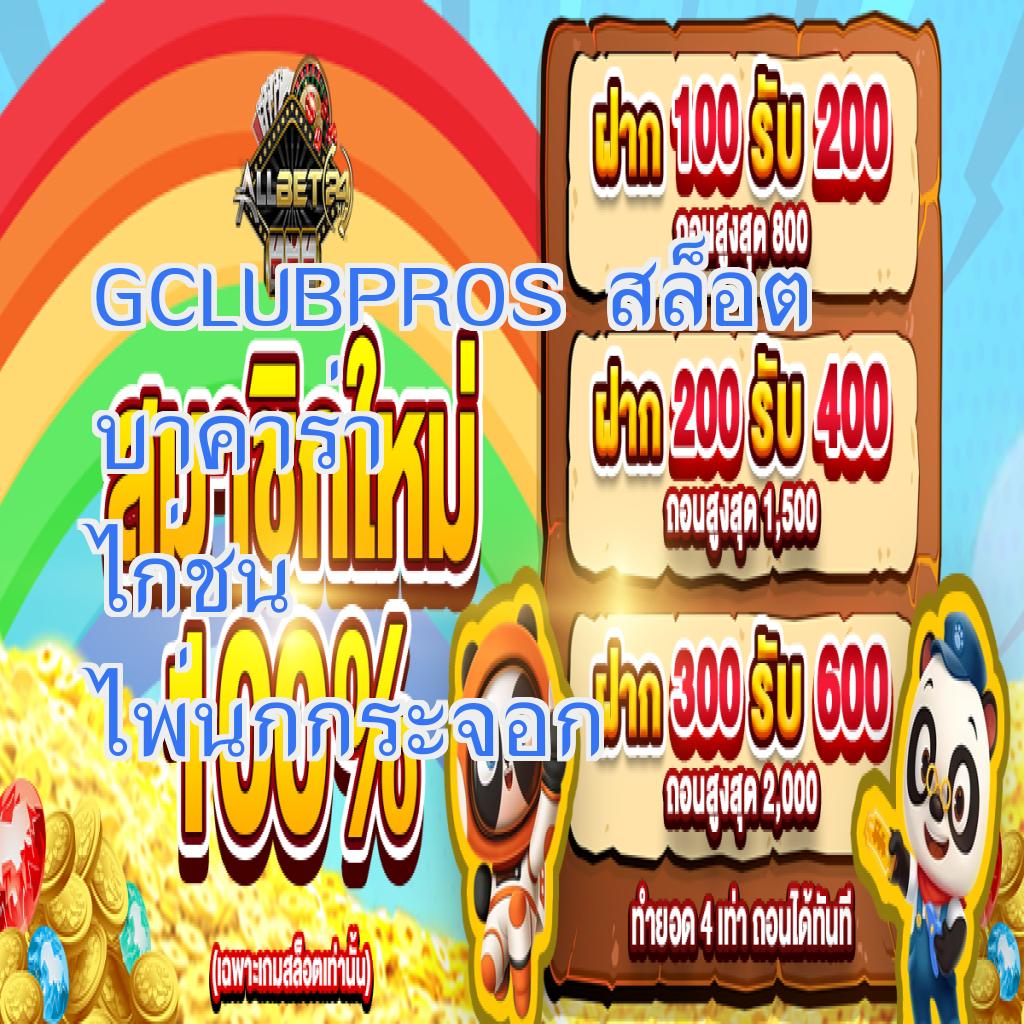 ALLBET24
GCLUBPROS สล็อต
บาคาร่า
ไก่ชน
ไพ่นกกระจอก
สมาชิกใหม่
100%
(เฉพาะเกมสล็อตเท่านั้น)
ฝาก 100 รับ 200
ถอนสูงสุด 800
ฝาก 200 รับ 400
ถอนสูงสุด 1,500
ฝาก 300 รับ 600
ถอนสูงสุด 2,000
ทำยอด 4 เท่า ถอนได้ทันที